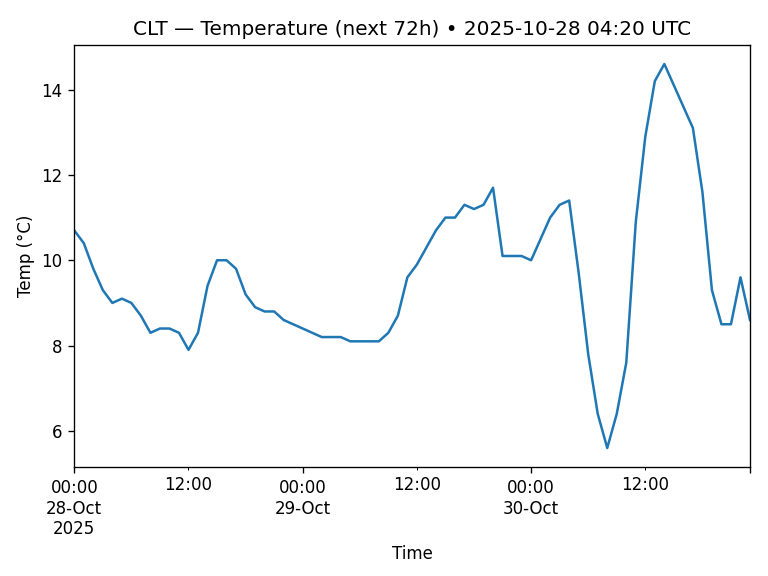 CLT — Temperature (next 72h) • 2025-10-28 04:20 UTC
Temp (°C)
14
12
10
8
6
00:00 12:00 00:00 12:00 00:00 12:00
28-Oct 29-Oct 30-Oct
2025
Time